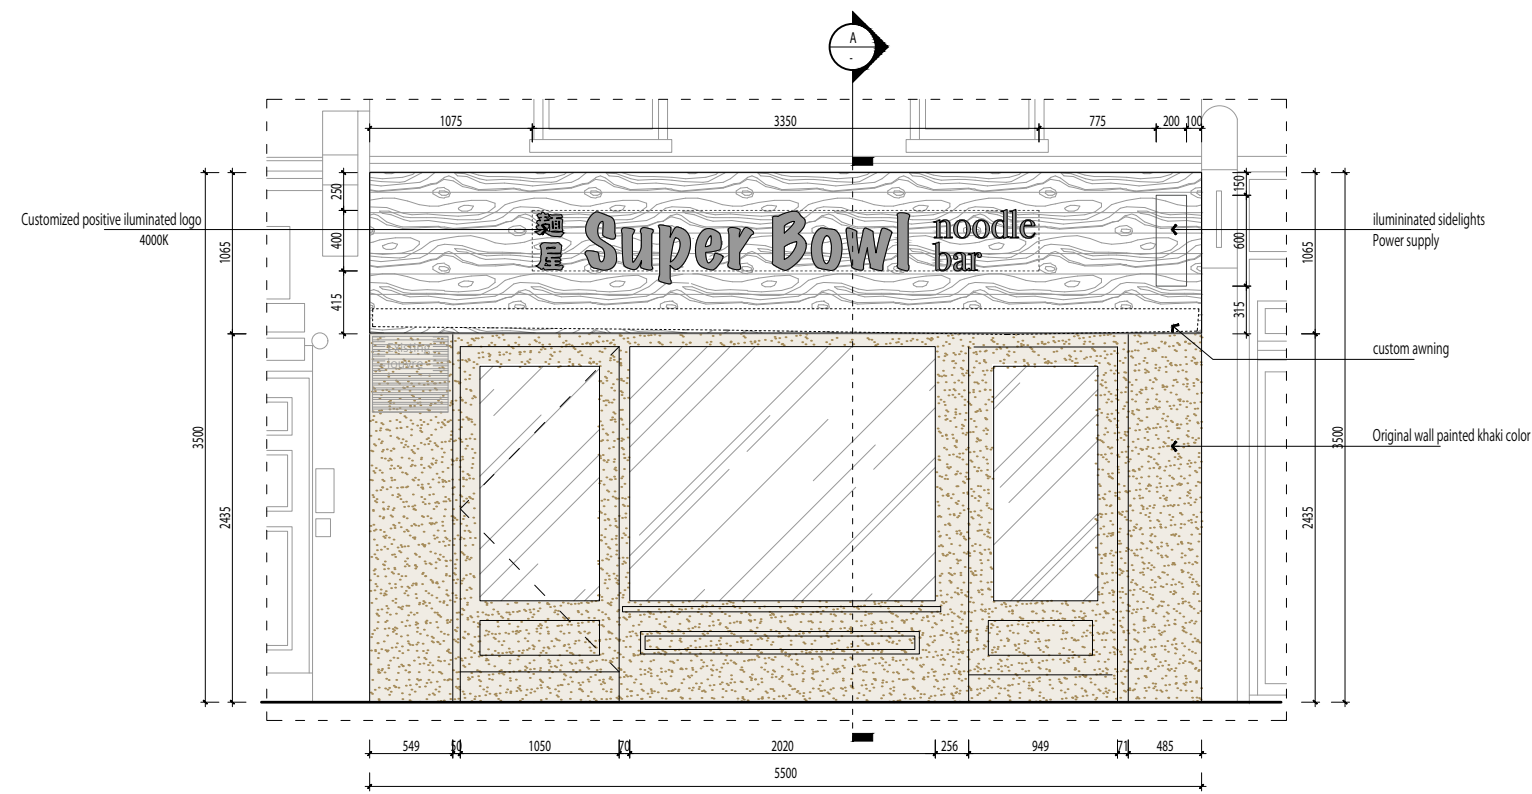 A
-
1075
3350
775
200
100
250
400
415
1065
3500
2435
150
600
315
1065
3500
2435
Customized positive iluminated logo
4000K
麺屋
Super Bowl
noodle
bar
ilumininated sidelights
Power supply
custom awning
Original wall painted khaki color
549
50
1050
70
2020
256
949
71
485
5500